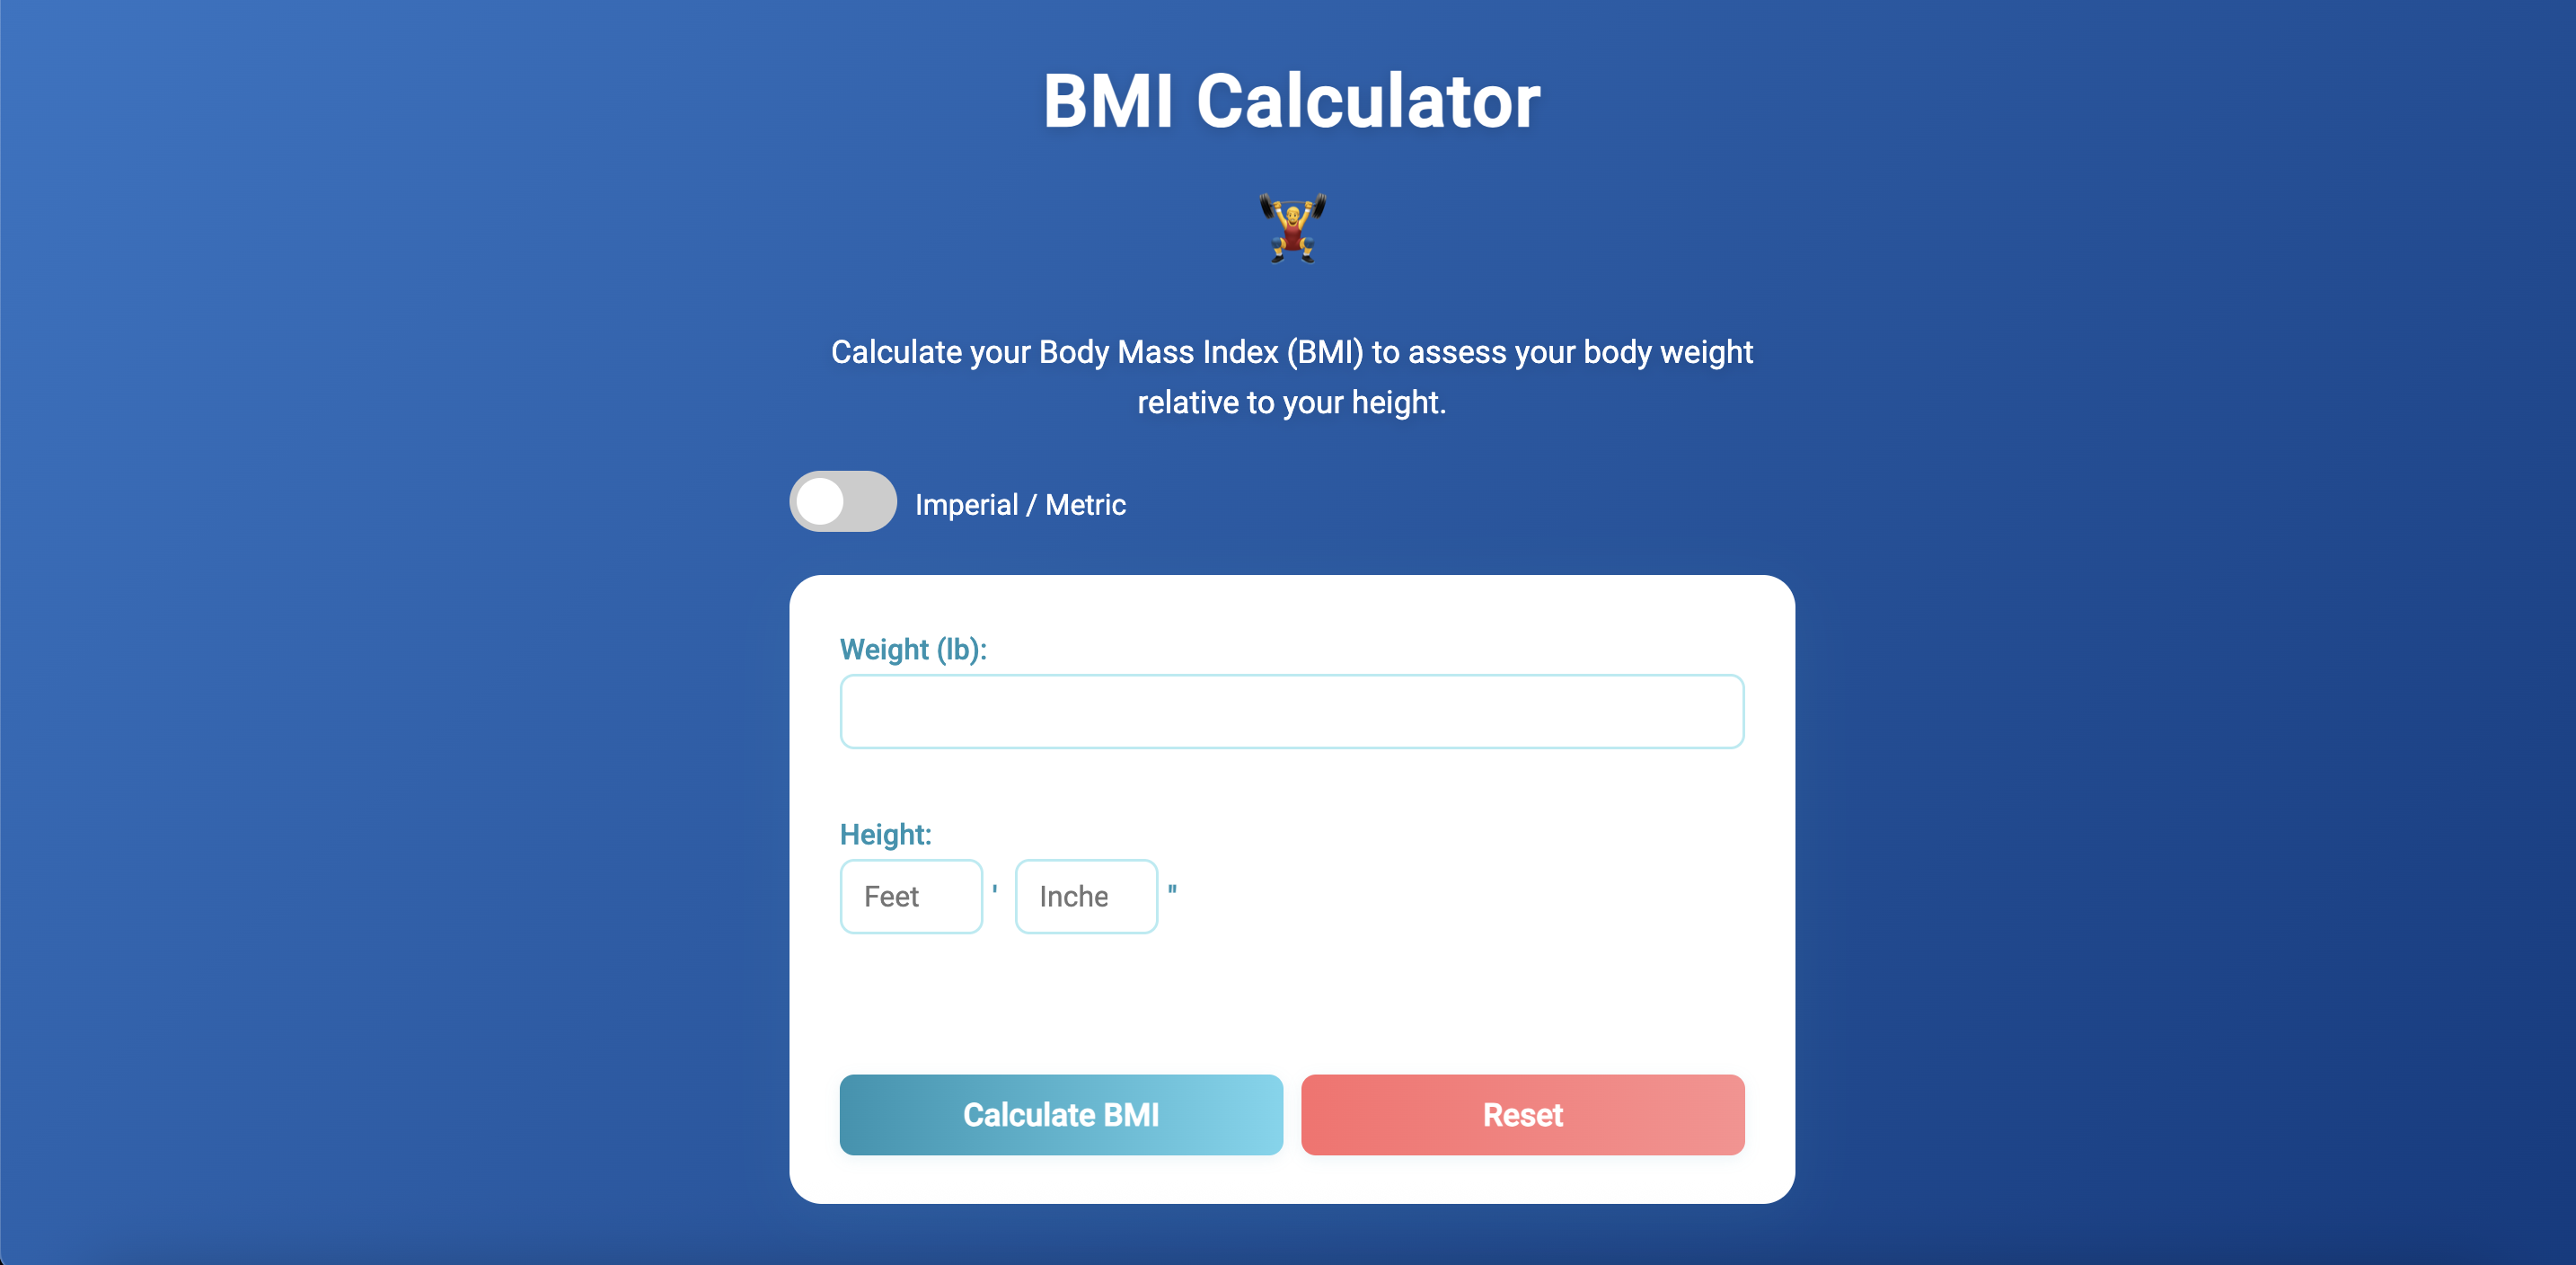 BMI Calculator
Calculate your Body Mass Index (BMI) to assess your body weight
relative to your height.
Imperial / Metric
Weight (lb):
Height:
Feet ' Inche "
Calculate BMI Reset